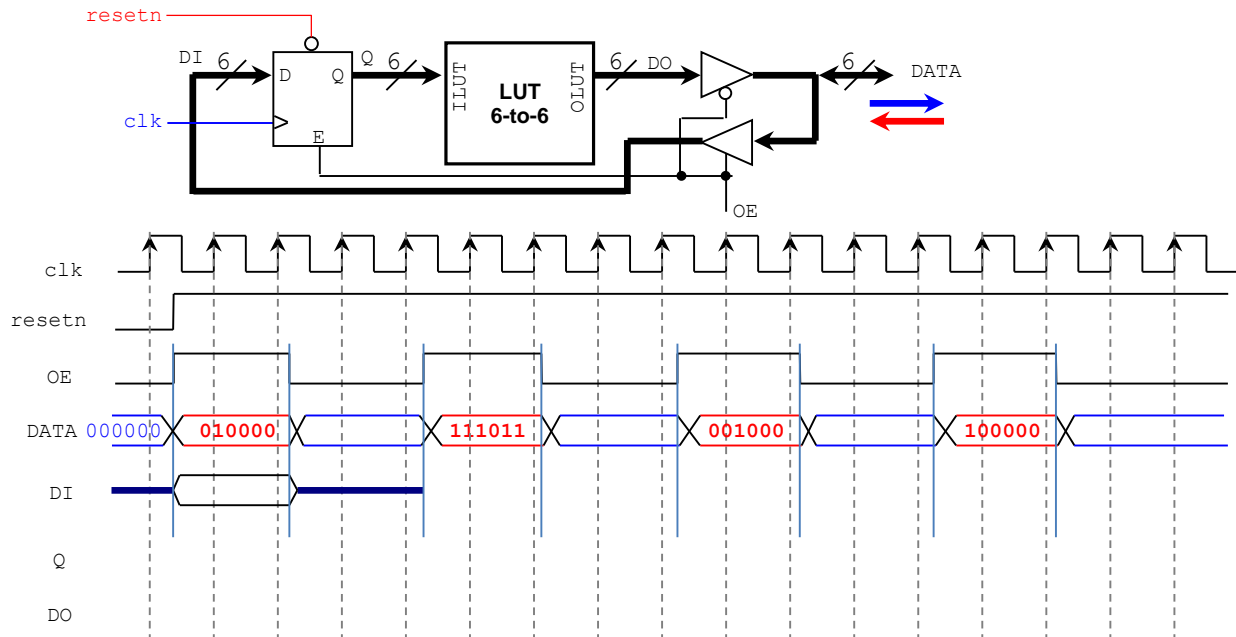 resetn
DI 6 Q 6 6 DO 6 DATA
D Q
ILUT LUT 6-to-6 OLUT
clk
E
OE
clk
resetn
OE
DATA 000000 010000 111011 001000 100000
DI
Q
DO